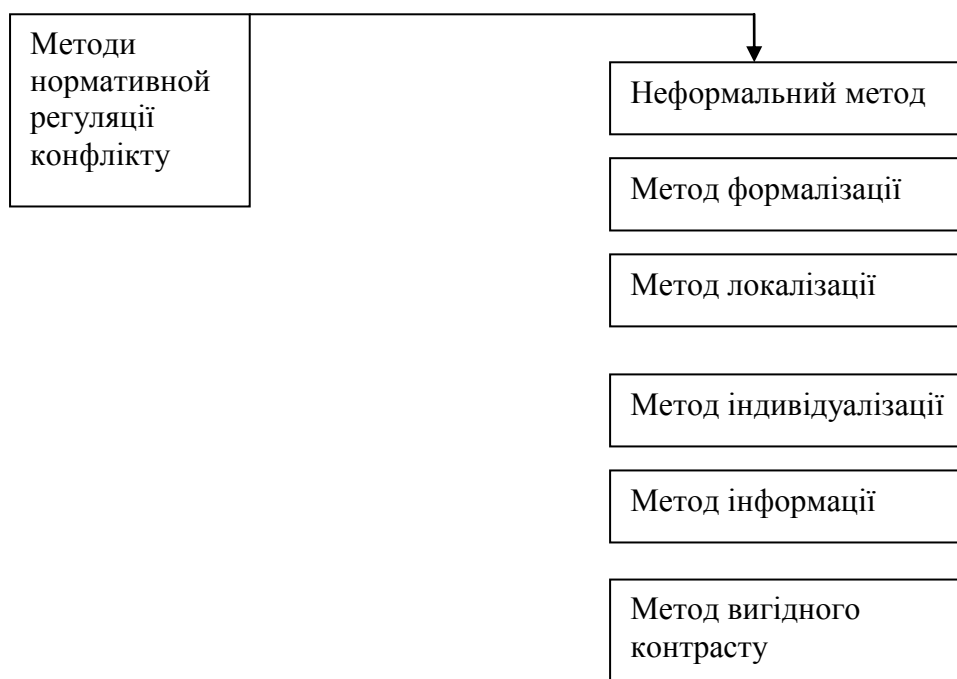 Методи
нормативной
регуляції
конфлікту
Неформальний метод
Метод формалізації
Метод локалізації
Метод індивідуалізації
Метод інформації
Метод вигідного
контрасту